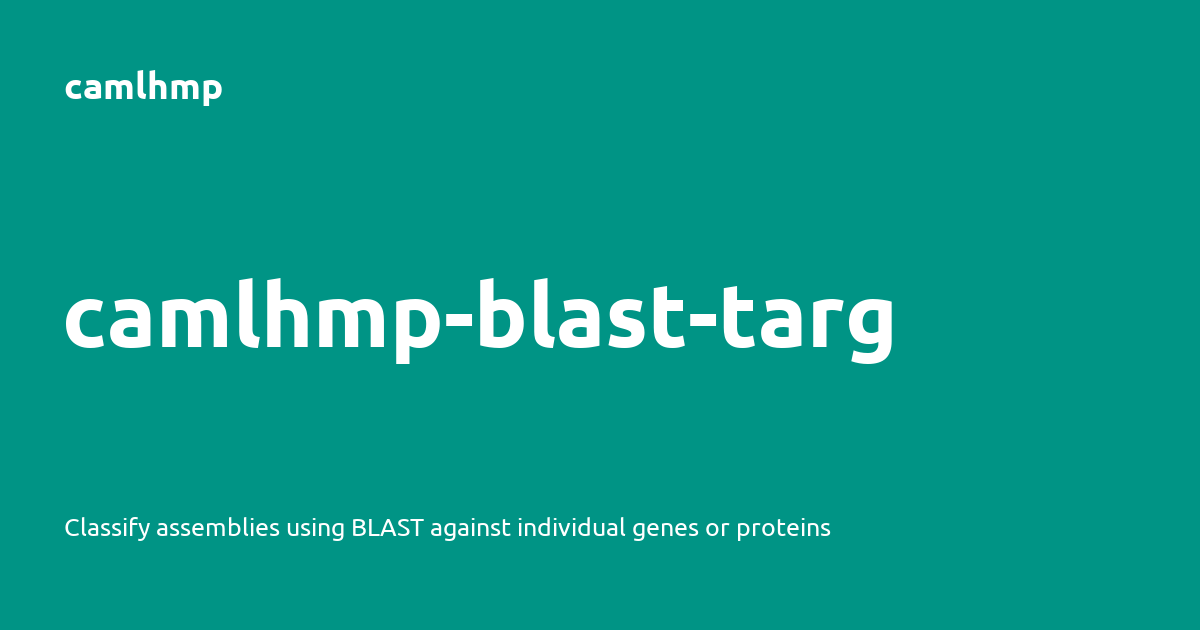 camlhmp
camlhmp-blast-targ
Classify assemblies using BLAST against individual genes or proteins